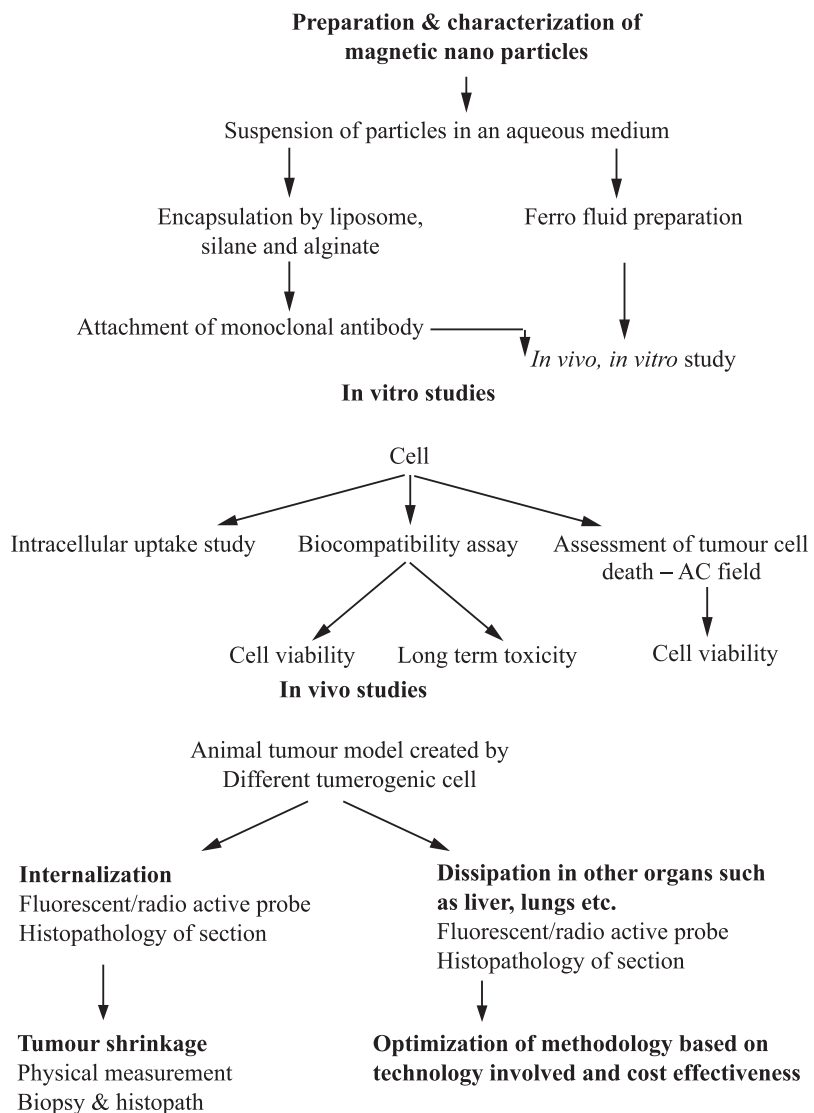 Preparation & characterization of
magnetic nano particles
Suspension of particles in an aqueous medium
Encapsulation by liposome,
silane and alginate
Ferro fluid preparation
Attachment of monoclonal antibody
In vivo, in vitro study
In vitro studies
Cell
Intracellular uptake study
Biocompatibility assay
Assessment of tumour cell
death – AC field
Cell viability
Long term toxicity
Cell viability
In vivo studies
Animal tumour model created by
Different tumerogenic cell
Internalization
Fluorescent/radio active probe
Histopathology of section
Dissipation in other organs such
as liver, lungs etc.
Fluorescent/radio active probe
Histopathology of section
Tumour shrinkage
Physical measurement
Biopsy & histopath
Optimization of methodology based on
technology involved and cost effectiveness